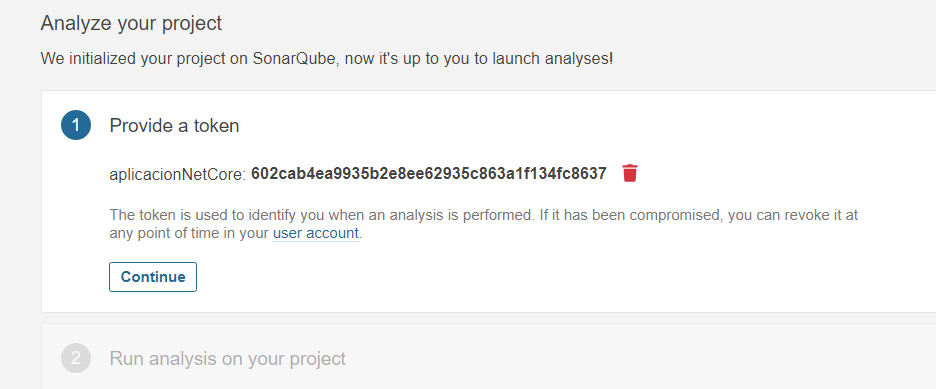 Analyze your project
We initialized your project on SonarQube, now it's up to you to launch analyses!
1 Provide a token
aplicacionNetCore: 602cab4ea9935b2e8ee62935c863a1f134fc8637
The token is used to identify you when an analysis is performed. If it has been compromised, you can revoke it at
any point of time in your user account.
Continue
2 Run analysis on your project